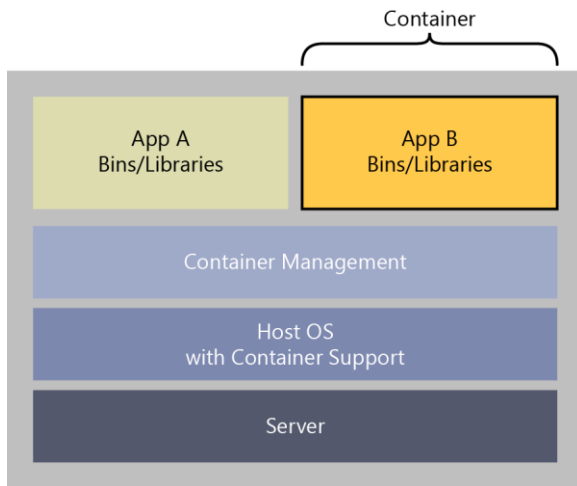 Container
App A
Bins/Libraries
App B
Bins/Libraries
Container Management
Host OS
with Container Support
Server